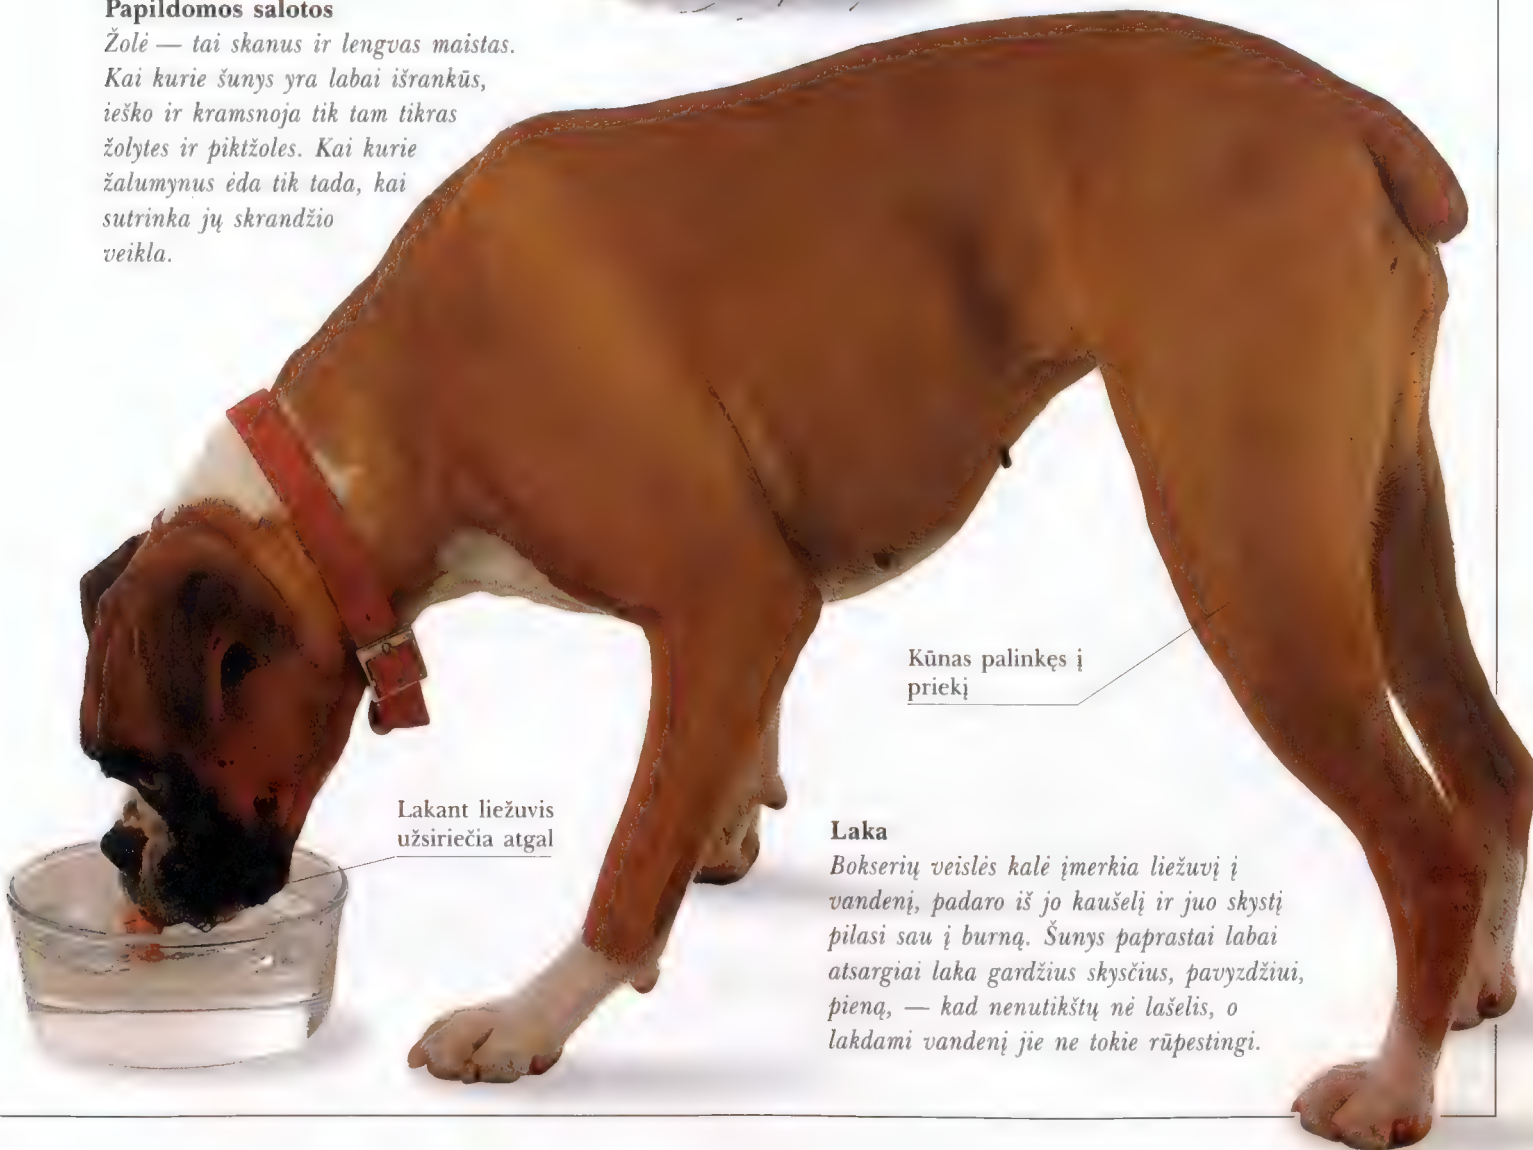 Papildomos salotos
Žolė — tai skanus ir lengvas maistas.
Kai kurie šunys yra labai išrankūs,
ieško ir kramsnoja tik tam tikras
žolytes ir piktžoles. Kai kurie
žalumynus ėda tik tada, kai
sutrinka jų skrandžio
veikla.
Kūnas palinkęs į
priekį
Lakant liežuvis
užsiriečia atgal
Laka
Bokserių veislės kalė įmerkia liežuvį į
vandenį, padaro iš jo kaušelį ir juo skystį
pilasi sau į burną. Šunys paprastai labai
atsargiai laka gardžius skysčius, pavyzdžiui,
pieną, — kad nenutikštų nė lašelis, o
lakdami vandenį jie ne tokie rūpestingi.